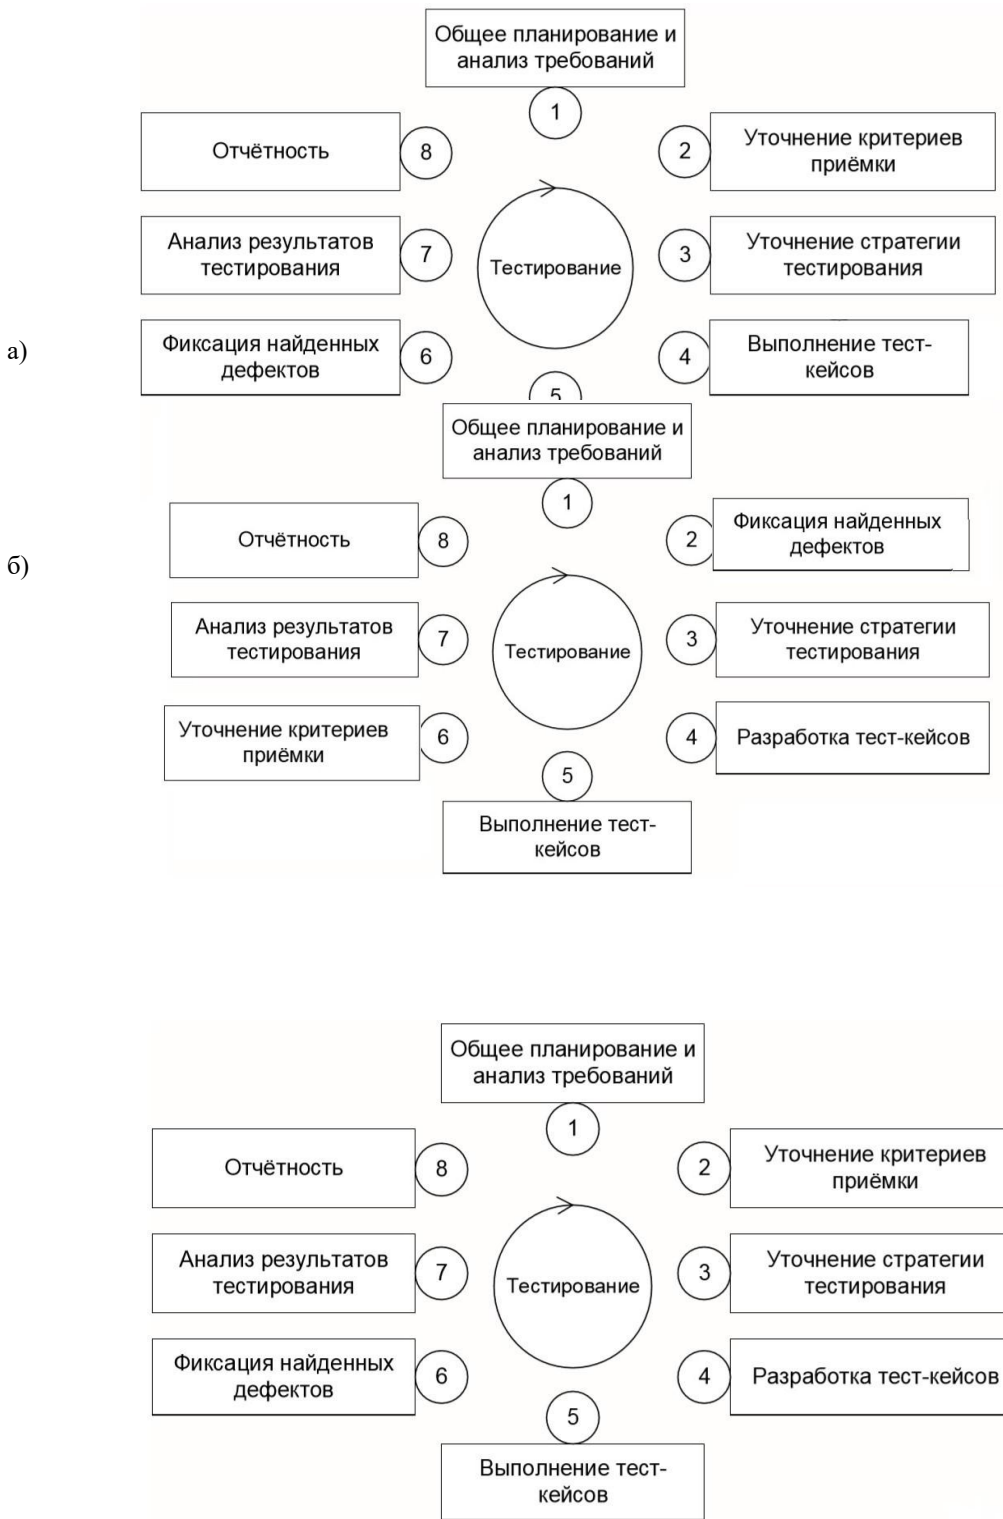 Общее планирование и
анализ требований
1
Отчётность
8
2
Уточнение критериев
приёмки
Анализ результатов
тестирования
7
Тестирование
3
Уточнение стратегии
тестирования
а)
Фиксация найденных
дефектов
6
4
Выполнение тест-
кейсов
5
Общее планирование и
анализ требований
1
б)
Отчётность
8
2
Фиксация найденных
дефектов
Анализ результатов
тестирования
7
Тестирование
3
Уточнение стратегии
тестирования
Уточнение критериев
приёмки
6
4
Разработка тест-кейсов
5
Выполнение тест-
кейсов
Общее планирование и
анализ требований
1
Отчётность
8
2
Уточнение критериев
приёмки
Анализ результатов
тестирования
7
Тестирование
3
Уточнение стратегии
тестирования
Фиксация найденных
дефектов
6
4
Разработка тест-кейсов
5
Выполнение тест-
кейсов